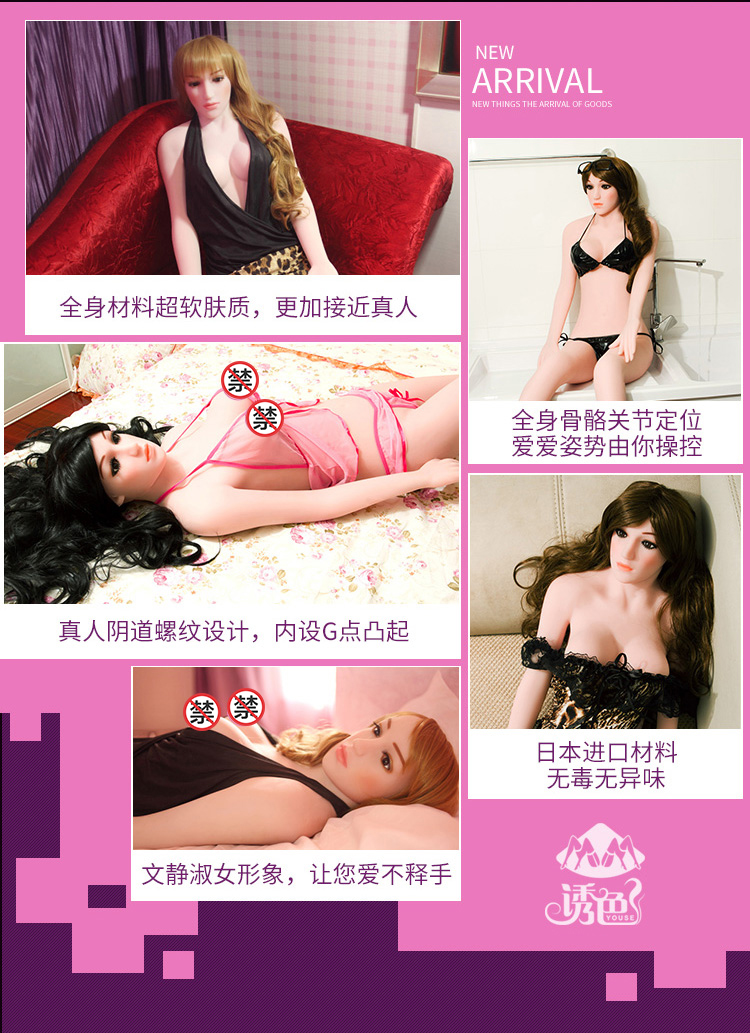 NEW
ARRIVAL
NEW THINGS THE ARRIVAL OF GOODS
全身材料超软肤质，更加接近真人
全身骨骼关节定位
爱爱姿势由你操控
禁
禁
真人阴道螺纹设计，内设G点凸起
日本进口材料
无毒无异味
禁
禁
文静淑女形象，让您爱不释手
诱色
YOUSE